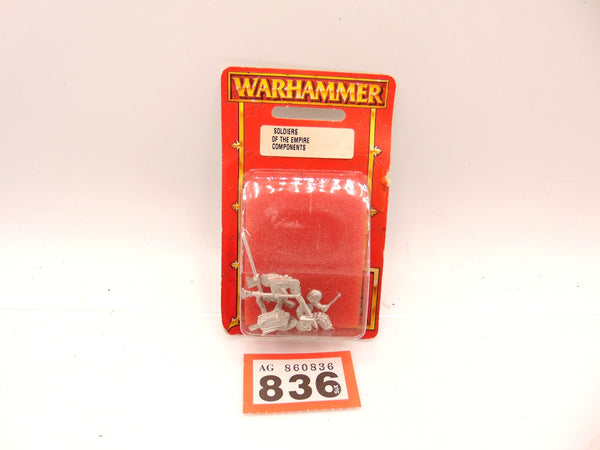 WARHAMMER
SOLDIERS
OF THE EMPIRE
COMPONENTS
AG 860836
836